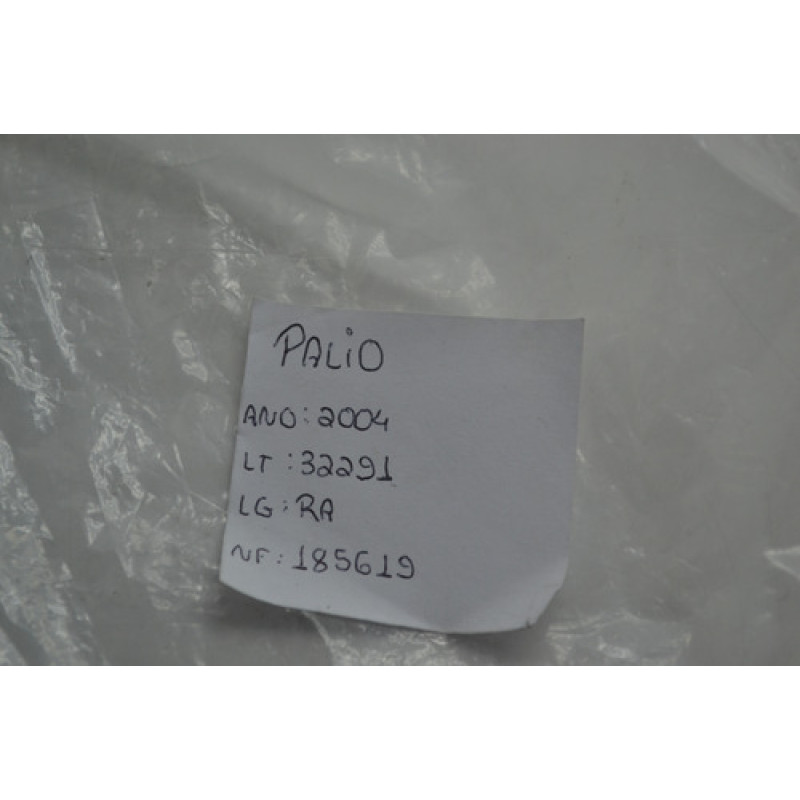 PALIO
ANO: 2004
LT: 32291
LG: RA
NF: 185619